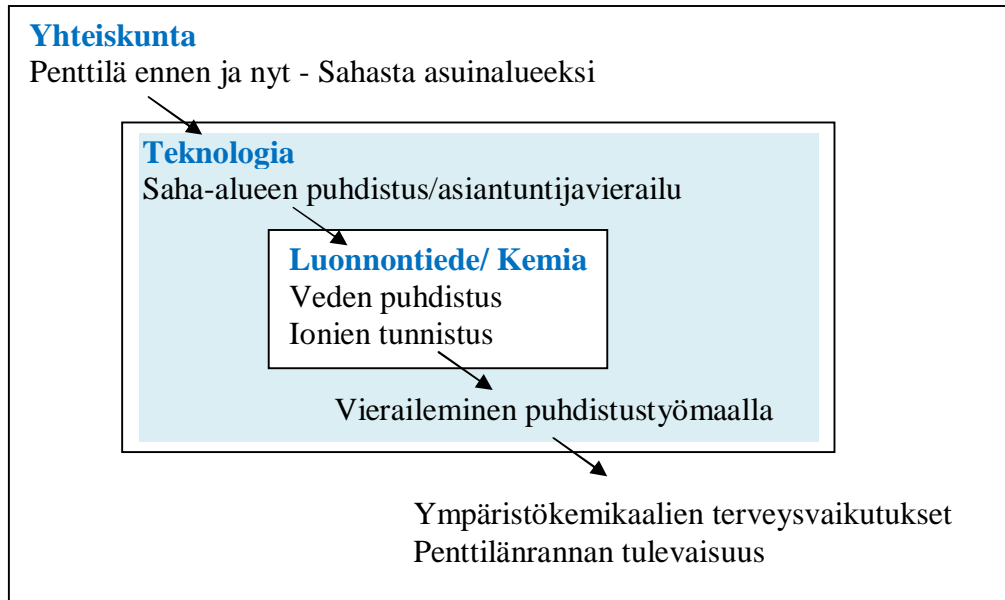 Yhteiskunta
Penttilä ennen ja nyt - Sahasta asuinalueeksi
Teknologia
Saha-alueen puhdistus/asiantuntijavierailu
Luonnontiede/ Kemia
Veden puhdistus
Ionien tunnistus
Vieraileminen puhdistustyömaalla
Ympäristökemikaalien terveysvaikutukset
Penttilänrannan tulevaisuus